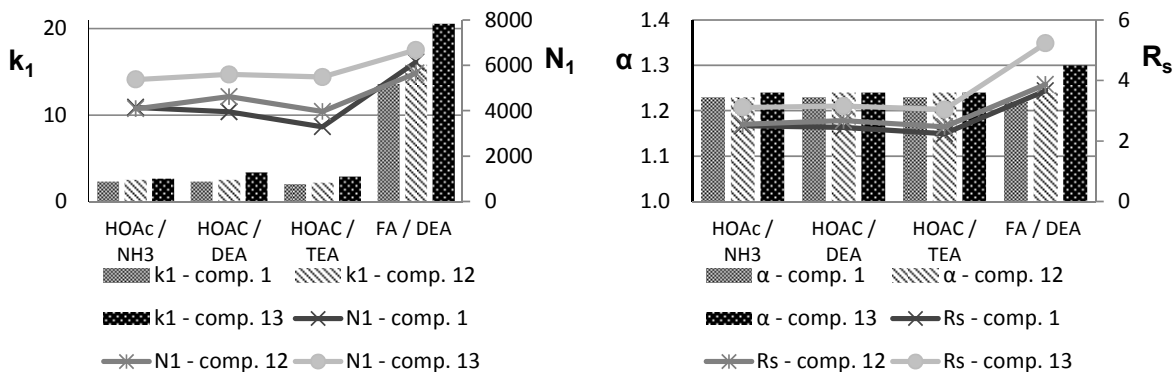 20
10
0
k1
8000
6000
4000
2000
0
N1
HOAc / NH3
HOAC / DEA
HOAC / TEA
FA / DEA
k1 - comp. 1
k1 - comp. 12
k1 - comp. 13
N1 - comp. 1
N1 - comp. 12
N1 - comp. 13
1.4
1.3
1.2
1.1
1.0
α
6
4
2
0
Rs
HOAc / NH3
HOAC / DEA
HOAC / TEA
FA / DEA
α - comp. 1
α - comp. 12
α - comp. 13
Rs - comp. 1
Rs - comp. 12
Rs - comp. 13